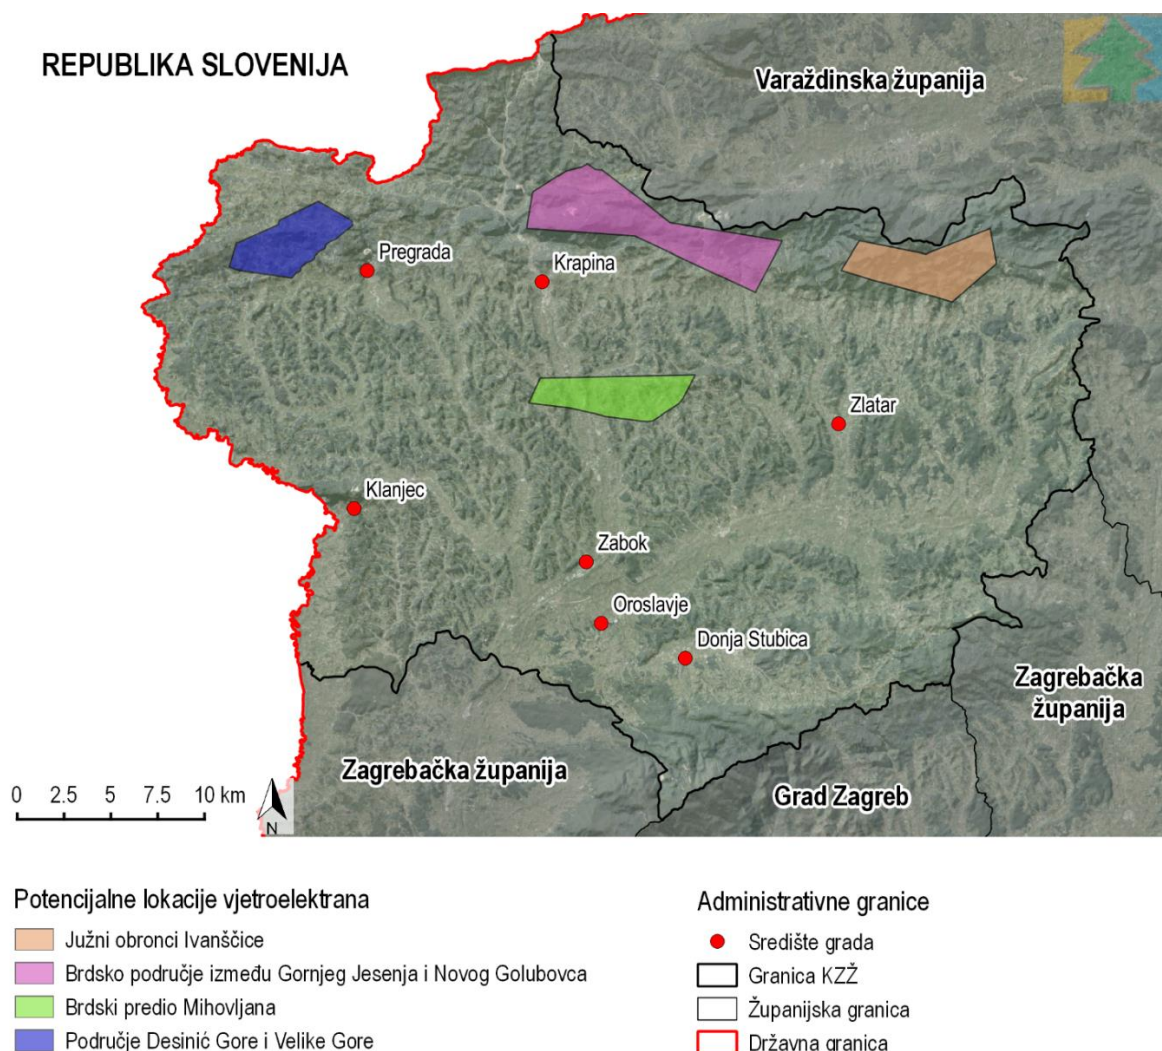 REPUBLIKA SLOVENIJA
Varaždinska županija
Pregrada
Krapina
Zlatar
Klanjec
Zabok
Oroslavje
Donja Stubica
Zagrebačka
županija
Zagrebačka županija
Grad Zagreb
0 2.5 5 7.5 10 km
N
Potencijalne lokacije vjetroelektrana
Južni obronci Ivanščice
Brdsko područje između Gornjeg Jesenja i Novog Golubovca
Brdski predio Mihovljana
Područje Desinić Gore i Velike Gore
Administrativne granice
Središte grada
Granica KZŽ
Županijska granica
Državna granica